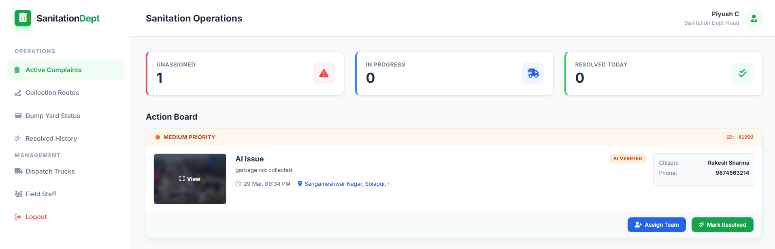 SanitationDept
Sanitation Operations
Piyush C
Sanitation Dept Head
OPERATIONS
Active Complaints
Collection Routes
Dump Yard Status
Resolved History
MANAGEMENT
Dispatch Trucks
Field Staff
Logout
UNASSIGNED
1
IN PROGRESS
0
RESOLVED TODAY
0
Action Board
MEDIUM PRIORITY
ID: #1000
View
AI Issue
garbage not collected
29 Mar, 09:34 PM
Sangameshwar Nagar, Solapur,
AI VERIFIED
Citizen: Rakesh Sharma
Phone: 9874563214
Assign Team
Mark Resolved